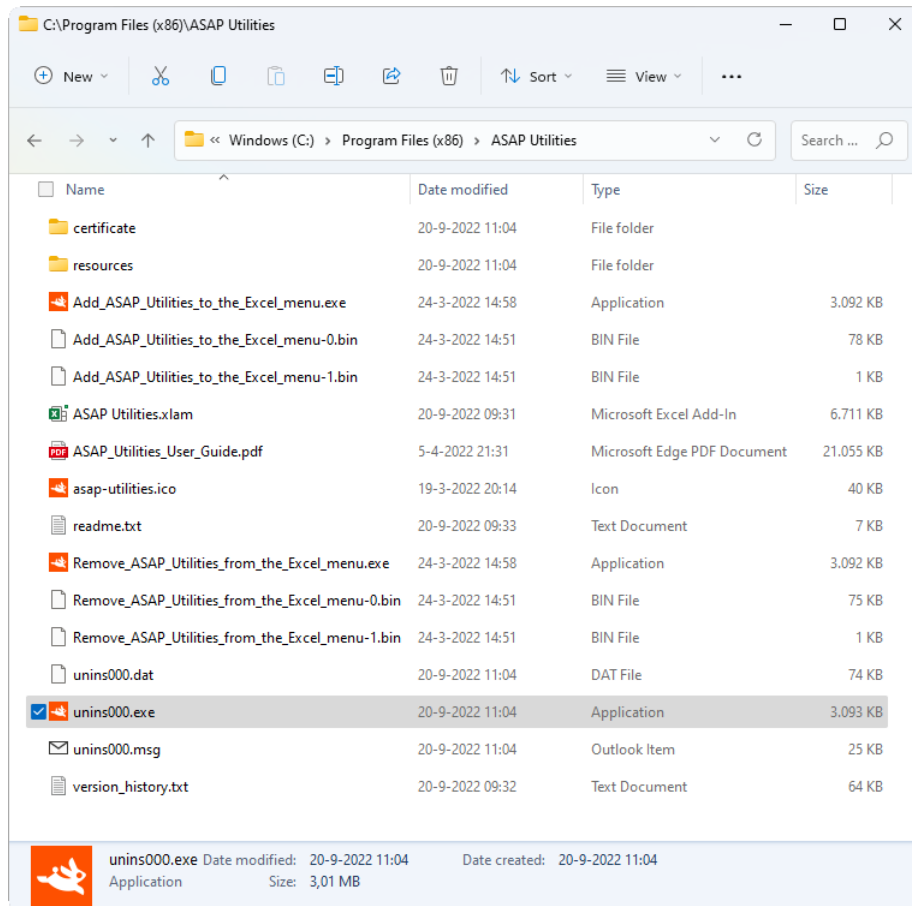 C:\Program Files (x86)\ASAP Utilities
New Sort View
« Windows (C:) › Program Files (x86) › ASAP Utilities Search ...
Name Date modified Type Size
certificate 20-9-2022 11:04 File folder
resources 20-9-2022 11:04 File folder
Add_ASAP_Utilities_to_the_Excel_menu.exe 24-3-2022 14:58 Application 3.092 KB
Add_ASAP_Utilities_to_the_Excel_menu-0.bin 24-3-2022 14:51 BIN File 78 KB
Add_ASAP_Utilities_to_the_Excel_menu-1.bin 24-3-2022 14:51 BIN File 1 KB
ASAP Utilities.xlam 20-9-2022 09:31 Microsoft Excel Add-In 6.711 KB
PDF ASAP_Utilities_User_Guide.pdf 5-4-2022 21:31 Microsoft Edge PDF Document 21.055 KB
asap-utilities.ico 19-3-2022 20:14 Icon 40 KB
readme.txt 20-9-2022 09:33 Text Document 7 KB
Remove_ASAP_Utilities_from_the_Excel_menu.exe 24-3-2022 14:58 Application 3.092 KB
Remove_ASAP_Utilities_from_the_Excel_menu-0.bin 24-3-2022 14:51 BIN File 75 KB
Remove_ASAP_Utilities_from_the_Excel_menu-1.bin 24-3-2022 14:51 BIN File 1 KB
unins000.dat 20-9-2022 11:04 DAT File 74 KB
unins000.exe 20-9-2022 11:04 Application 3.093 KB
unins000.msg 20-9-2022 11:04 Outlook Item 25 KB
version_history.txt 20-9-2022 09:32 Text Document 64 KB
unins000.exe Date modified: 20-9-2022 11:04 Date created: 20-9-2022 11:04
Application Size: 3,01 MB